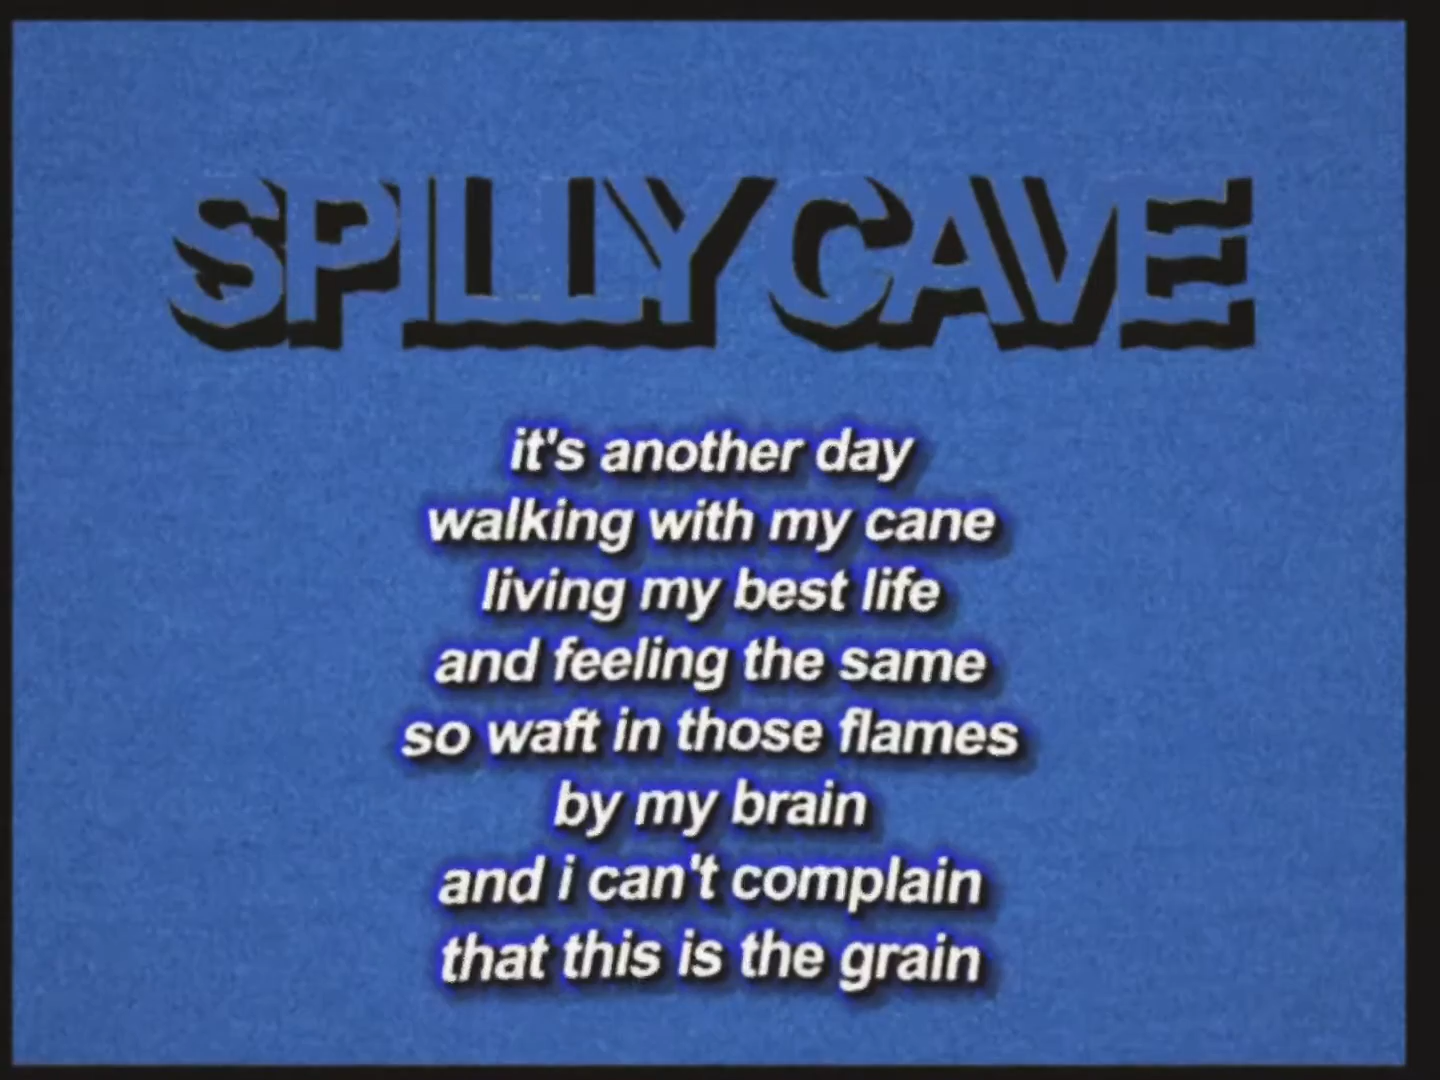 SPILLY CAVE
it's another day
walking with my cane
living my best life
and feeling the same
so waft in those flames
by my brain
and i can't complain
that this is the grain